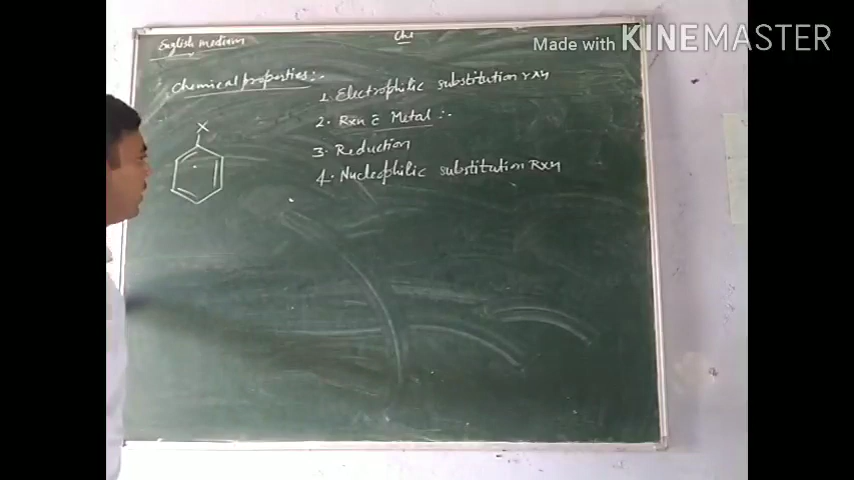 Made with KINEMASTER
English medium
Chemical properties:-
X
1. Electrophilic substitution rxn
2. Rxn c̄ Metal :-
3. Reduction
4. Nucleophilic substitution Rxn